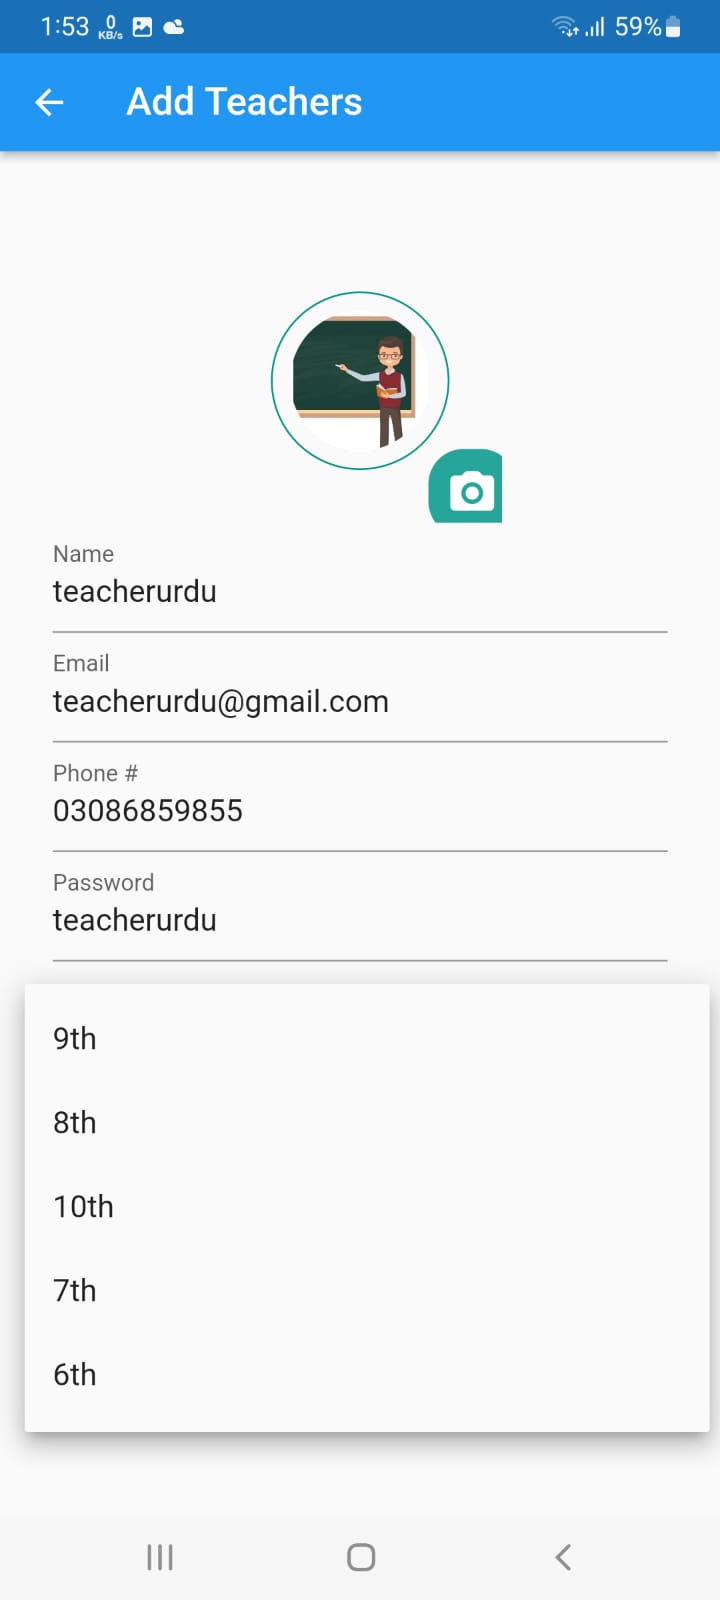 1:53 0 KB/s 59%
Add Teachers
Name
teacherurdu
Email
teacherurdu@gmail.com
Phone #
03086859855
Password
teacherurdu
9th
8th
10th
7th
6th